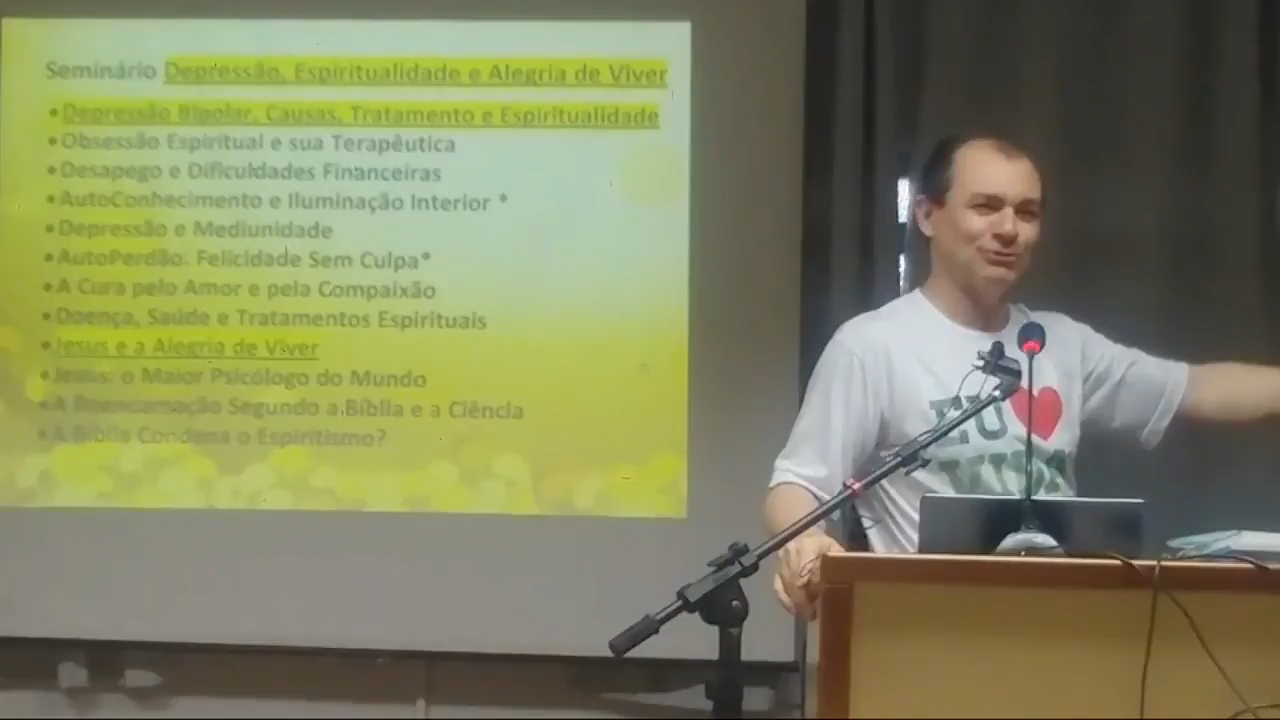 Seminário Depressão, Espiritualidade e Alegria de Viver
•Depressão Bipolar, Causas, Tratamento e Espiritualidade
•Obsessão Espiritual e sua Terapêutica
•Desapego e Dificuldades Financeiras
•AutoConhecimento e Iluminação Interior *
•Depressão e Mediunidade
•AutoPerdão: Felicidade Sem Culpa*
•A Cura pelo Amor e pela Compaixão
•Doença, Saúde e Tratamentos Espirituais
•Jesus e a Alegria de Viver
•Jesus: o Maior Psicólogo do Mundo
•A Reencarnação Segundo a Bíblia e a Ciência
•A Bíblia Condena o Espiritismo?
EU